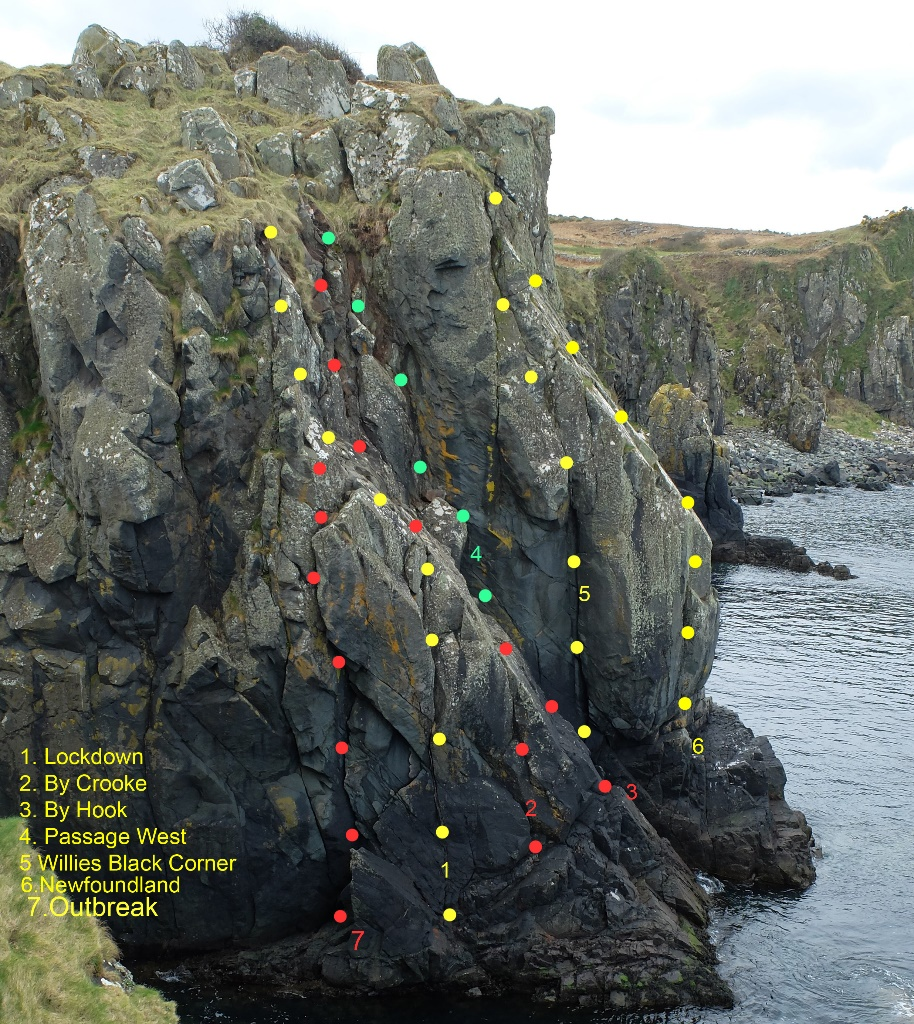 1. Lockdown
2. By Crooke
3. By Hook
4. Passage West
5 Willies Black Corner
6.Newfoundland
7.Outbreak
4
5
6
3
2
1
7